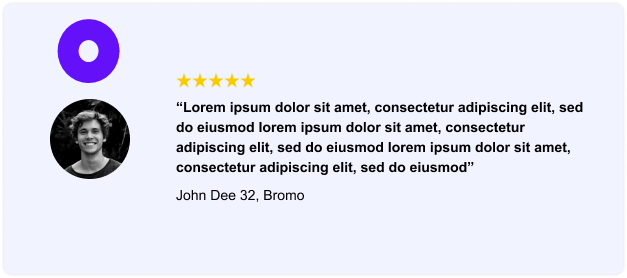 “Lorem ipsum dolor sit amet, consectetur adipiscing elit, sed
do eiusmod lorem ipsum dolor sit amet, consectetur
adipiscing elit, sed do eiusmod lorem ipsum dolor sit amet,
consectetur adipiscing elit, sed do eiusmod”
John Dee 32, Bromo